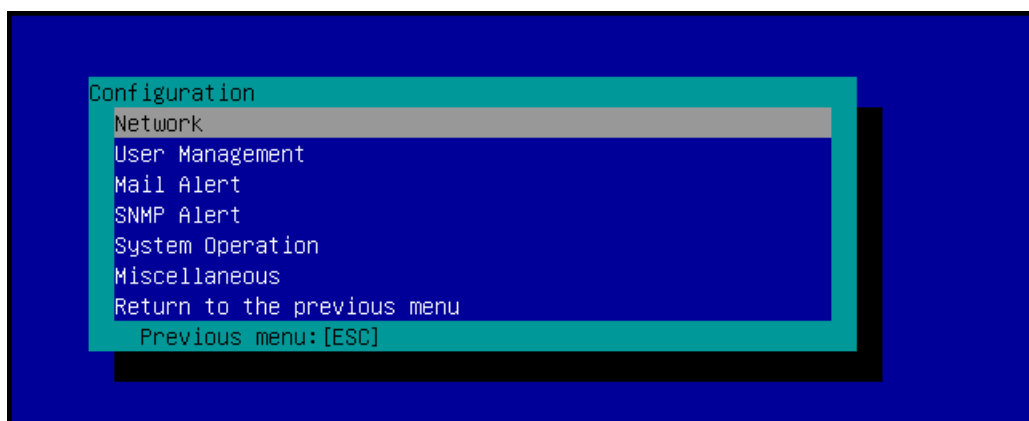 Configuration
Network
User Management
Mail Alert
SNMP Alert
System Operation
Miscellaneous
Return to the previous menu
Previous menu:[ESC]